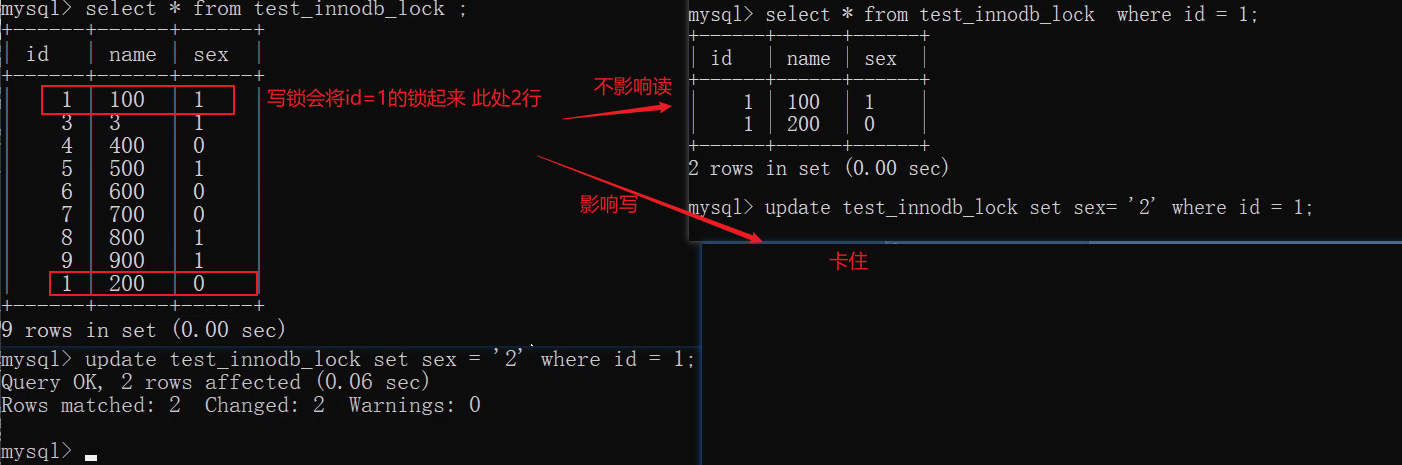 mysql> select * from test_innodb_lock ;
+------+------+------+
| id | name | sex |
+------+------+------+
| 1 | 100 | 1 |
| 3 | 3 | 1 |
| 4 | 400 | 0 |
| 5 | 500 | 1 |
| 6 | 600 | 0 |
| 7 | 700 | 0 |
| 8 | 800 | 1 |
| 9 | 900 | 1 |
| 1 | 200 | 0 |
+------+------+------+
9 rows in set (0.00 sec)
mysql> update test_innodb_lock set sex = '2' where id = 1;
Query OK, 2 rows affected (0.06 sec)
Rows matched: 2 Changed: 2 Warnings: 0
mysql>
写锁会将id=1的锁起来 此处2行
不影响读
影响写
mysql> select * from test_innodb_lock where id = 1;
+------+------+------+
| id | name | sex |
+------+------+------+
| 1 | 100 | 1 |
| 1 | 200 | 0 |
+------+------+------+
2 rows in set (0.00 sec)
mysql> update test_innodb_lock set sex= '2' where id = 1;
卡住